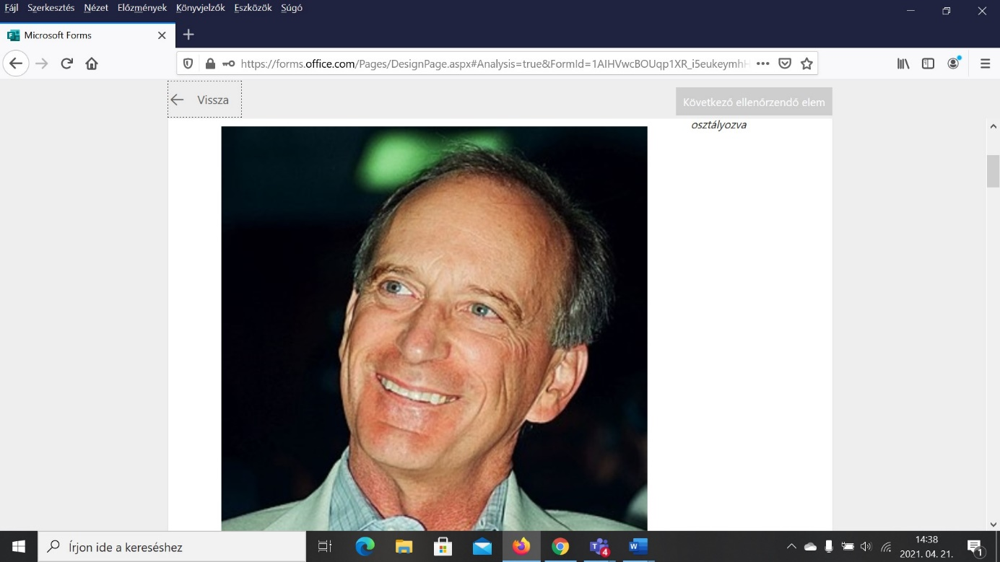 Fájl Szerkesztés Nézet Előzmények Könyvjelzők Eszközök Súgó
Microsoft Forms
https://forms.office.com/Pages/DesignPage.aspx#Analysis=true&FormId=1AIHVwcBOUqp1XR_i5eukeymhH
Vissza
Következő ellenőrzendő elem
osztályozva
Írjon ide a kereséshez
4
14:38
2021. 04. 21.
1